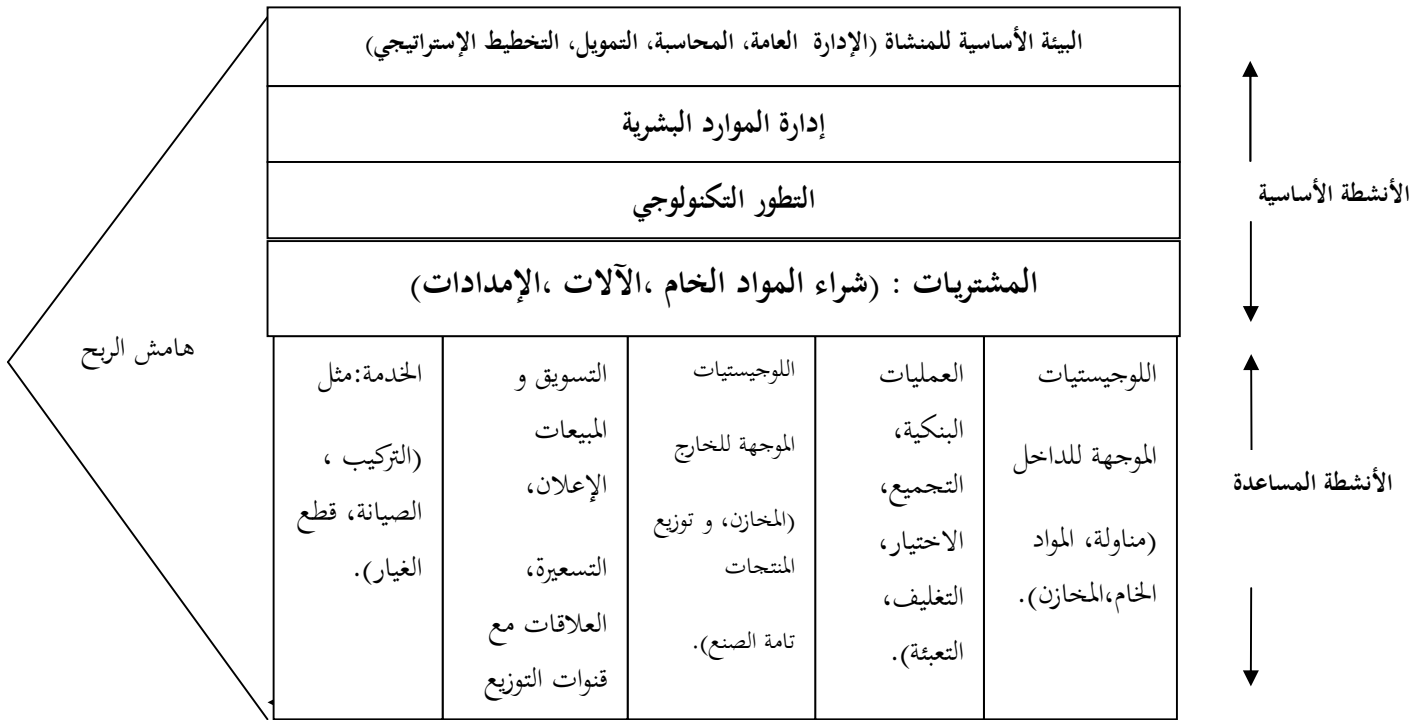 البيئة الأساسية للمنشاة (الإدارة العامة، المحاسبة، التمويل، التخطيط الإستراتيجي)
إدارة الموارد البشرية
التطور التكنولوجي
المشتريات : (شراء المواد الخام ،الآلات ،الإمدادات)
الأنشطة الأساسية
اللوجيستيات
الموجهة للداخل
(مناولة، المواد
الخام،المخازن).
العمليات
البنكية،
التجميع،
الاختيار،
التغليف،
التعبئة).
اللوجيستيات
الموجهة للخارج
(المخازن، و توزيع
المنتجات
تامة الصنع).
التسويق و
المبيعات
الإعلان،
التسعيرة،
العلاقات مع
قنوات التوزيع
الخدمة:مثل
(التركيب ،
الصيانة، قطع
الغيار).
الأنشطة المساعدة
هامش الربح